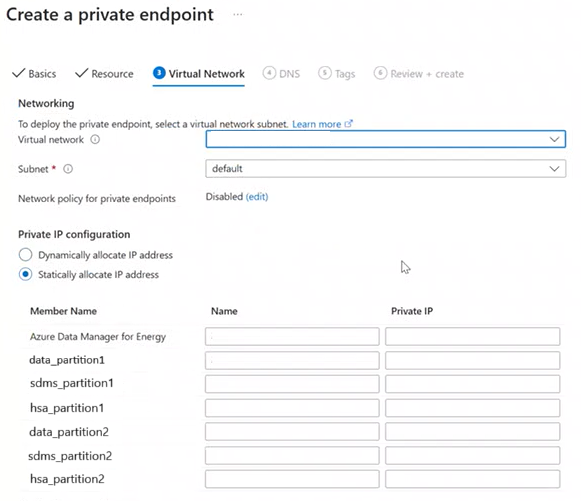 Create a private endpoint ...
Basics Resource 3 Virtual Network 4 DNS 5 Tags 6 Review + create
Networking
To deploy the private endpoint, select a virtual network subnet. Learn more
Virtual network
Subnet * default
Network policy for private endpoints Disabled (edit)
Private IP configuration
Dynamically allocate IP address
Statically allocate IP address
Member Name Name Private IP
Azure Data Manager for Energy
data_partition1
sdms_partition1
hsa_partition1
data_partition2
sdms_partition2
hsa_partition2